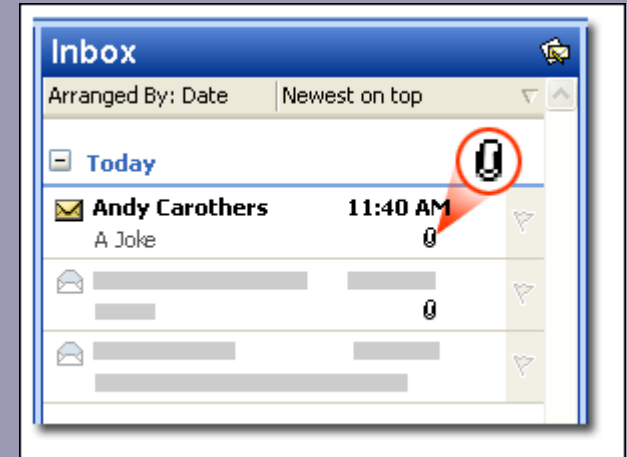 Inbox
Arranged By: Date Newest on top
Today
Andy Carothers 11:40 AM
A Joke